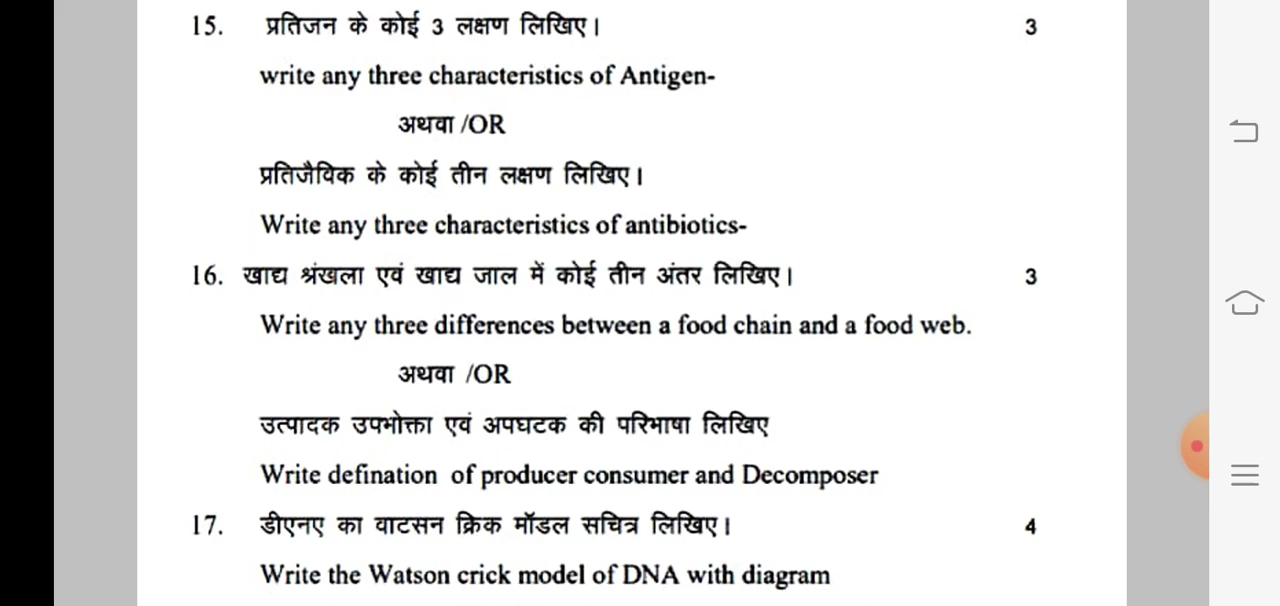 15. प्रतिजन के कोई 3 लक्षण लिखिए। 3
write any three characteristics of Antigen-
अथवा /OR
प्रतिजैविक के कोई तीन लक्षण लिखिए।
Write any three characteristics of antibiotics-
16. खाद्य श्रंखला एवं खाद्य जाल में कोई तीन अंतर लिखिए। 3
Write any three differences between a food chain and a food web.
अथवा /OR
उत्पादक उपभोक्ता एवं अपघटक की परिभाषा लिखिए
Write defination of producer consumer and Decomposer
17. डीएनए का वाटसन क्रिक मॉडल सचित्र लिखिए। 4
Write the Watson crick model of DNA with diagram